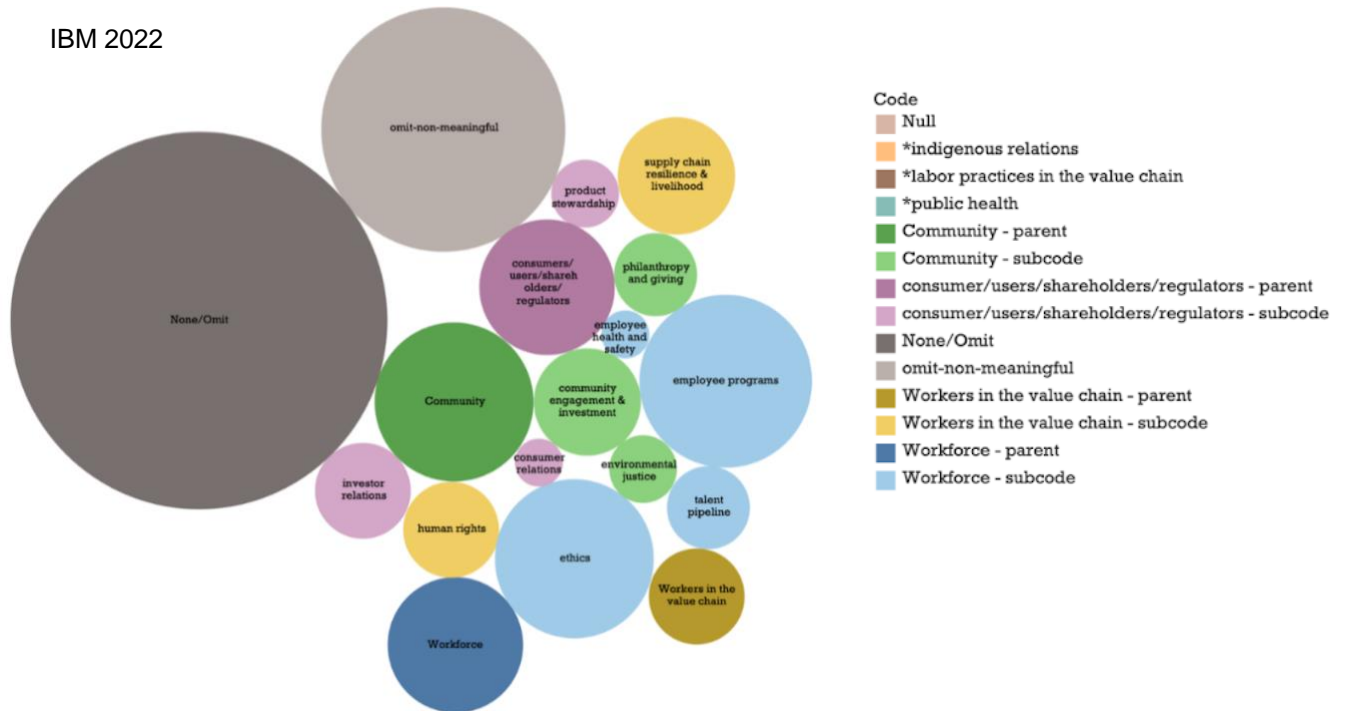 IBM 2022
omit-non-meaningful
None/Omit
product
stewardship
supply chain
resilience &
livelihood
consumers/
users/shareh
olders/
regulators
philanthropy
and giving
employee
health and
safety
employee programs
Community
community
engagement &
investment
consumer
relations
environmental
justice
investor
relations
human rights
ethics
talent
pipeline
Workers in the
value chain
Workforce
Code
Null
*indigenous relations
*labor practices in the value chain
*public health
Community - parent
Community - subcode
consumer/users/shareholders/regulators - parent
consumer/users/shareholders/regulators - subcode
None/Omit
omit-non-meaningful
Workers in the value chain - parent
Workers in the value chain - subcode
Workforce - parent
Workforce - subcode